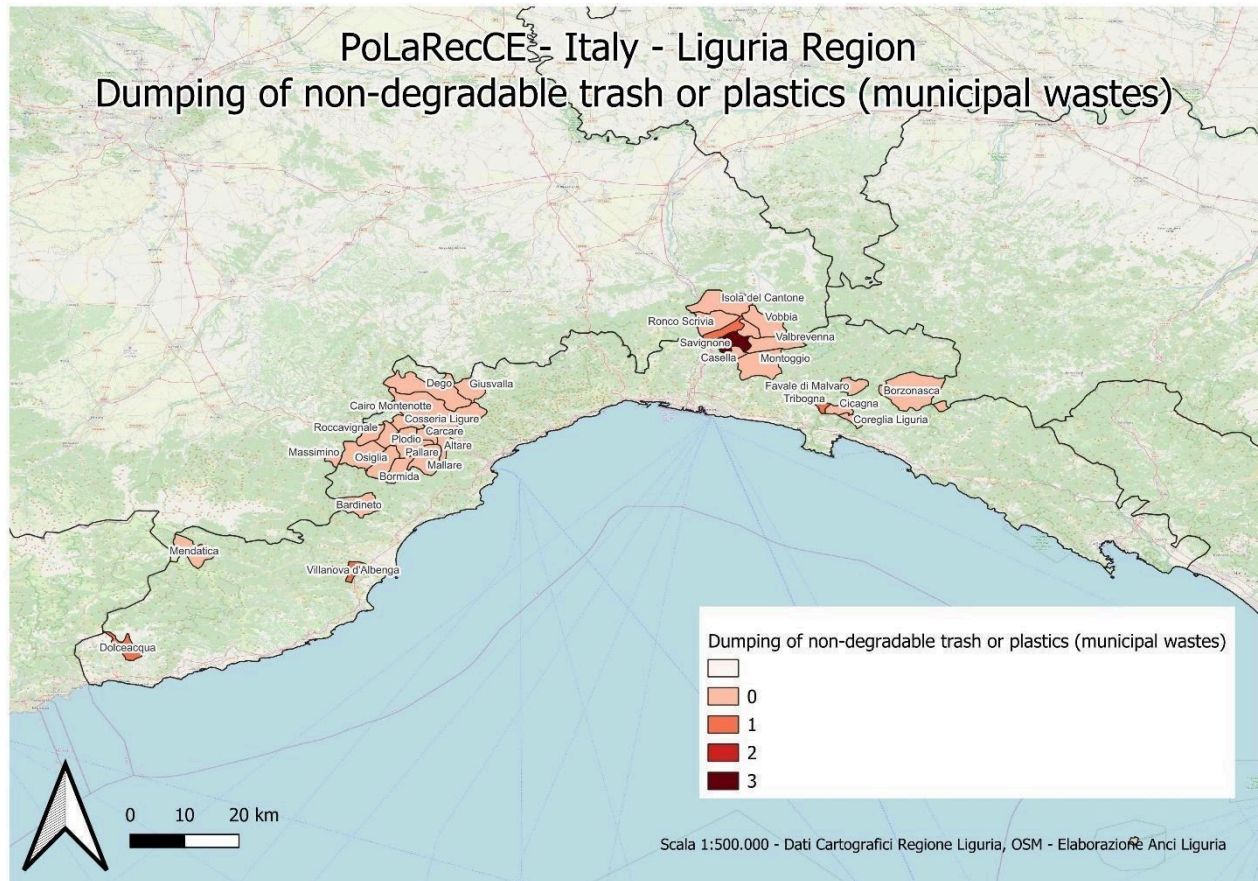 PoLaRecCE - Italy - Liguria Region
Dumping of non-degradable trash or plastics (municipal wastes)
Isola del Cantone
Ronco Scrivia
Vobbia
Savignone
Valbrevenna
Casella
Montoggio
Favale di Malvaro
Borzonasca
Tribogna
Cicagna
Coreglia Liguria
Dego
Giusvalla
Cairo Montenotte
Cosseria Ligure
Roccavignale
Carcare
Plodio
Altare
Massimino
Osiglia
Pallare
Mallare
Bormida
Bardineto
Mendatica
Villanova d'Albenga
Dolceacqua
Dumping of non-degradable trash or plastics (municipal wastes)
0
1
2
3
0 10 20 km
Scala 1:500.000 - Dati Cartografici Regione Liguria, OSM - Elaborazione Anci Liguria